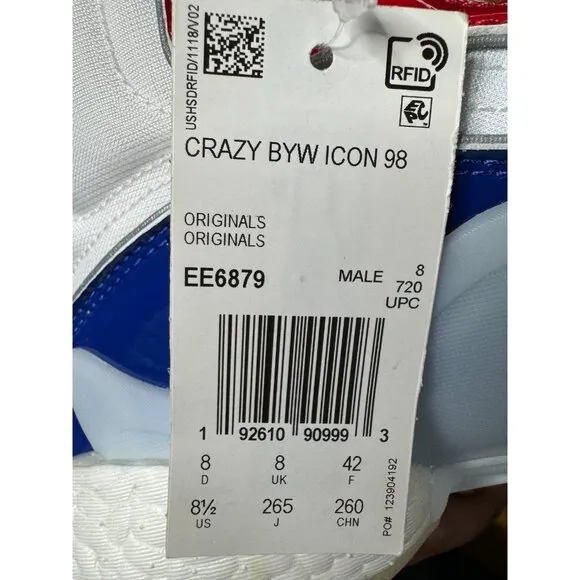 USHSDRFID/1118/V02
RFID
EPC
CRAZY BYW ICON 98
ORIGINALS
ORIGINALS
EE6879
MALE 8
720
UPC
1 92610 90999 3
8 8 42
D UK F
8½ 265 260
US J CHN
PO# 123904192